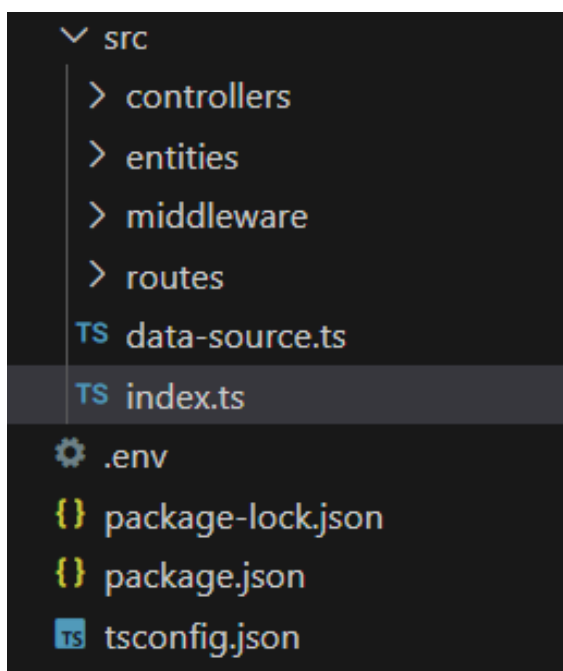 src
controllers
entities
middleware
routes
TS data-source.ts
TS index.ts
.env
{} package-lock.json
{} package.json
TS tsconfig.json